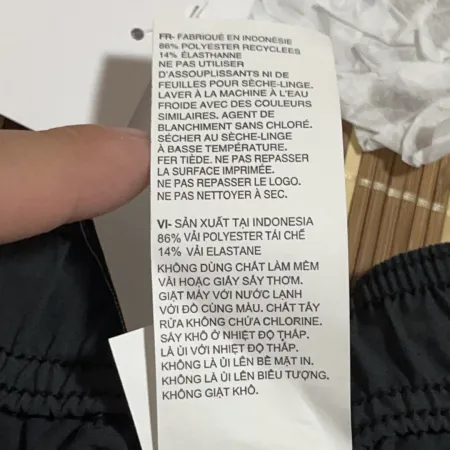 FR- FABRIQUÉ EN INDONÉSIE
86% POLYESTER RECYCLEES
14% ÉLASTHANNE
NE PAS UTILISER
D'ASSOUPLISSANTS NI DE
FEUILLES POUR SÈCHE-LINGE.
LAVER À LA MACHINE À L'EAU
FROIDE AVEC DES COULEURS
SIMILAIRES. AGENT DE
BLANCHIMENT SANS CHLORÉ.
SÉCHER AU SÈCHE-LINGE
À BASSE TEMPÉRATURE.
FER TIÈDE. NE PAS REPASSER
LA SURFACE IMPRIMÉE.
NE PAS REPASSER LE LOGO.
NE PAS NETTOYER À SEC.
VI- SẢN XUẤT TẠI INDONESIA
86% VẢI POLYESTER TÁI CHẾ
14% VẢI ELASTANE
KHÔNG DÙNG CHẤT LÀM MỀM
VẢI HOẶC GIẤY SẤY THƠM.
GIẶT MÁY VỚI NƯỚC LẠNH
VỚI ĐỒ CÙNG MÀU. CHẤT TẨY
RỬA KHÔNG CHỨA CHLORINE.
SẤY KHÔ Ở NHIỆT ĐỘ THẤP.
LÀ ỦI VỚI NHIỆT ĐỘ THẤP.
KHÔNG LÀ ỦI LÊN BỀ MẶT IN.
KHÔNG LÀ ỦI LÊN BIỂU TƯỢNG.
KHÔNG GIẶT KHÔ.